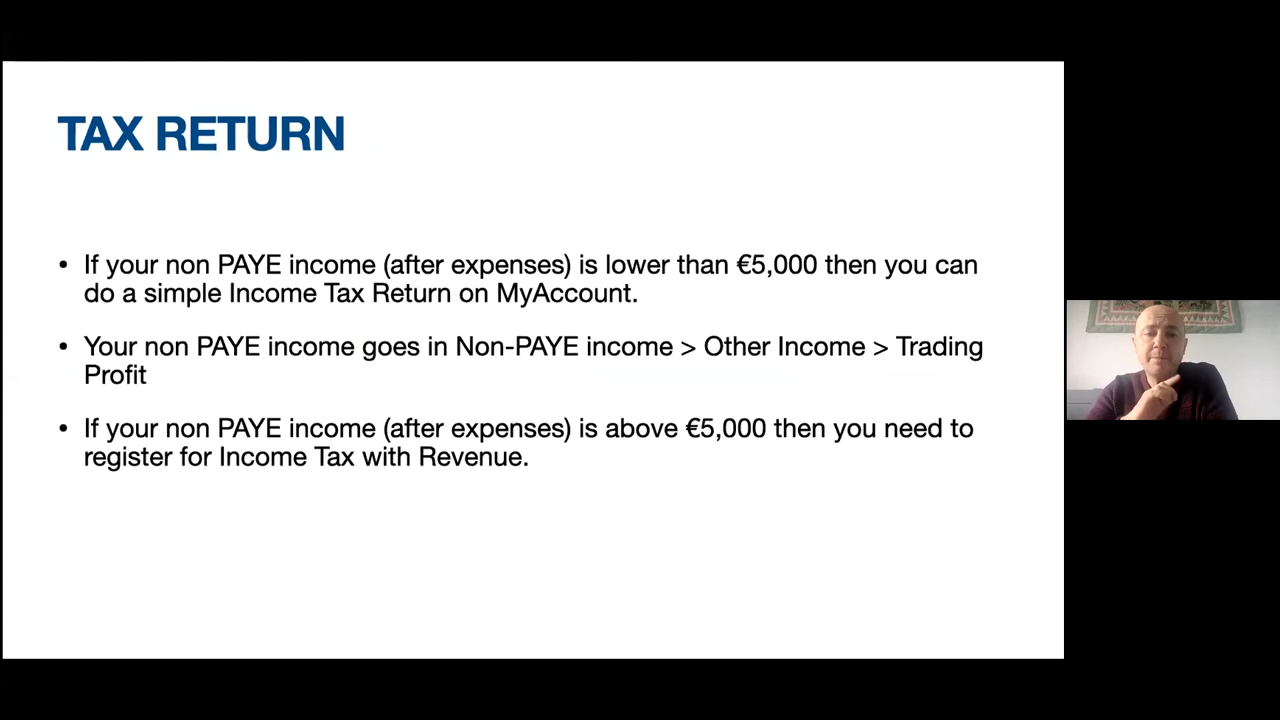 TAX RETURN
• If your non PAYE income (after expenses) is lower than €5,000 then you can
do a simple Income Tax Return on MyAccount.
• Your non PAYE income goes in Non-PAYE income > Other Income > Trading
Profit
• If your non PAYE income (after expenses) is above €5,000 then you need to
register for Income Tax with Revenue.